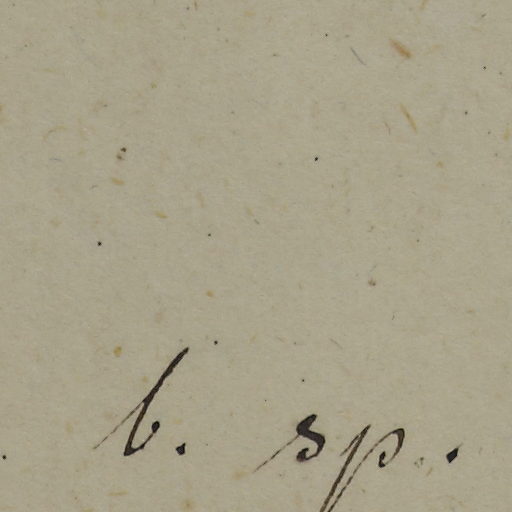 . b. sp.